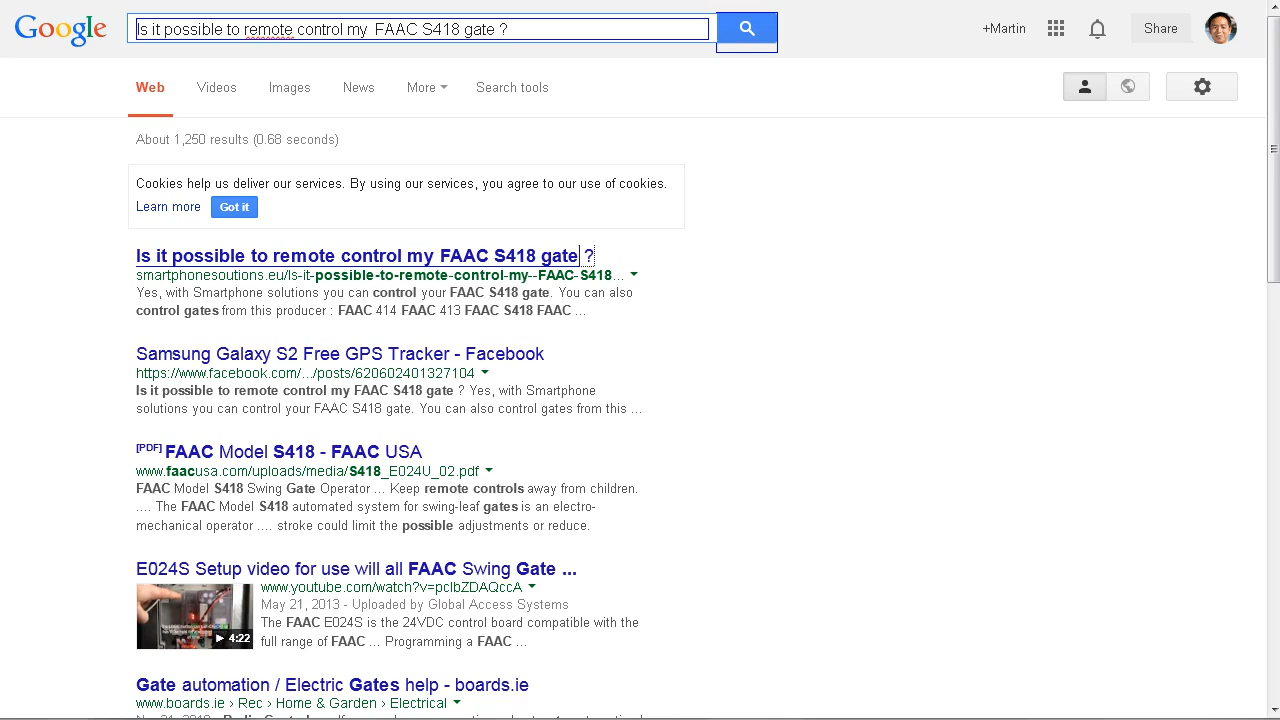 Google
Is it possible to remote control my  FAAC S418 gate ?
+Martin
Share
Web Videos Images News More Search tools
About 1,250 results (0.68 seconds)
Cookies help us deliver our services. By using our services, you agree to our use of cookies.
Learn more Got it
Is it possible to remote control my FAAC S418 gate ?
smartphonesoutions.eu/Is-it-possible-to-remote-control-my--FAAC-S418...
Yes, with Smartphone solutions you can control your FAAC S418 gate. You can also
control gates from this producer : FAAC 414 FAAC 413 FAAC S418 FAAC ...
Samsung Galaxy S2 Free GPS Tracker - Facebook
https://www.facebook.com/.../posts/620602401327104
Is it possible to remote control my FAAC S418 gate ? Yes, with Smartphone
solutions you can control your FAAC S418 gate. You can also control gates from this ...
[PDF] FAAC Model S418 - FAAC USA
www.faacusa.com/uploads/media/S418_E024U_02.pdf
FAAC Model S418 Swing Gate Operator ... Keep remote controls away from children.
.... The FAAC Model S418 automated system for swing-leaf gates is an electro-
mechanical operator .... stroke could limit the possible adjustments or reduce.
E024S Setup video for use will all FAAC Swing Gate ...
www.youtube.com/watch?v=pcIbZDAQccA
May 21, 2013 - Uploaded by Global Access Systems
The FAAC E024S is the 24VDC control board compatible with the
full range of FAAC ... Programming a FAAC ...
4:22
Gate automation / Electric Gates help - boards.ie
www.boards.ie › Rec › Home & Garden › Electrical